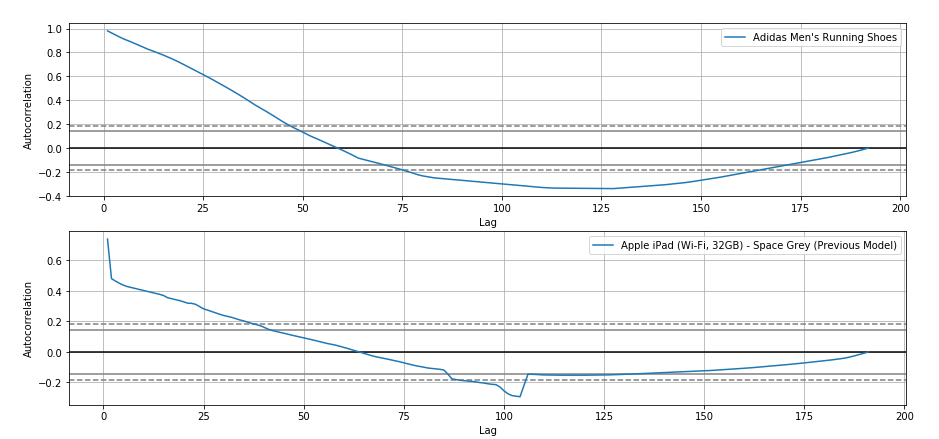 Autocorrelation
1.0
0.8
0.6
0.4
0.2
0.0
−0.2
−0.4
Adidas Men's Running Shoes
0 25 50 75 100 125 150 175 200
Lag
Autocorrelation
0.6
0.4
0.2
0.0
−0.2
Apple iPad (Wi-Fi, 32GB) - Space Grey (Previous Model)
0 25 50 75 100 125 150 175 200
Lag